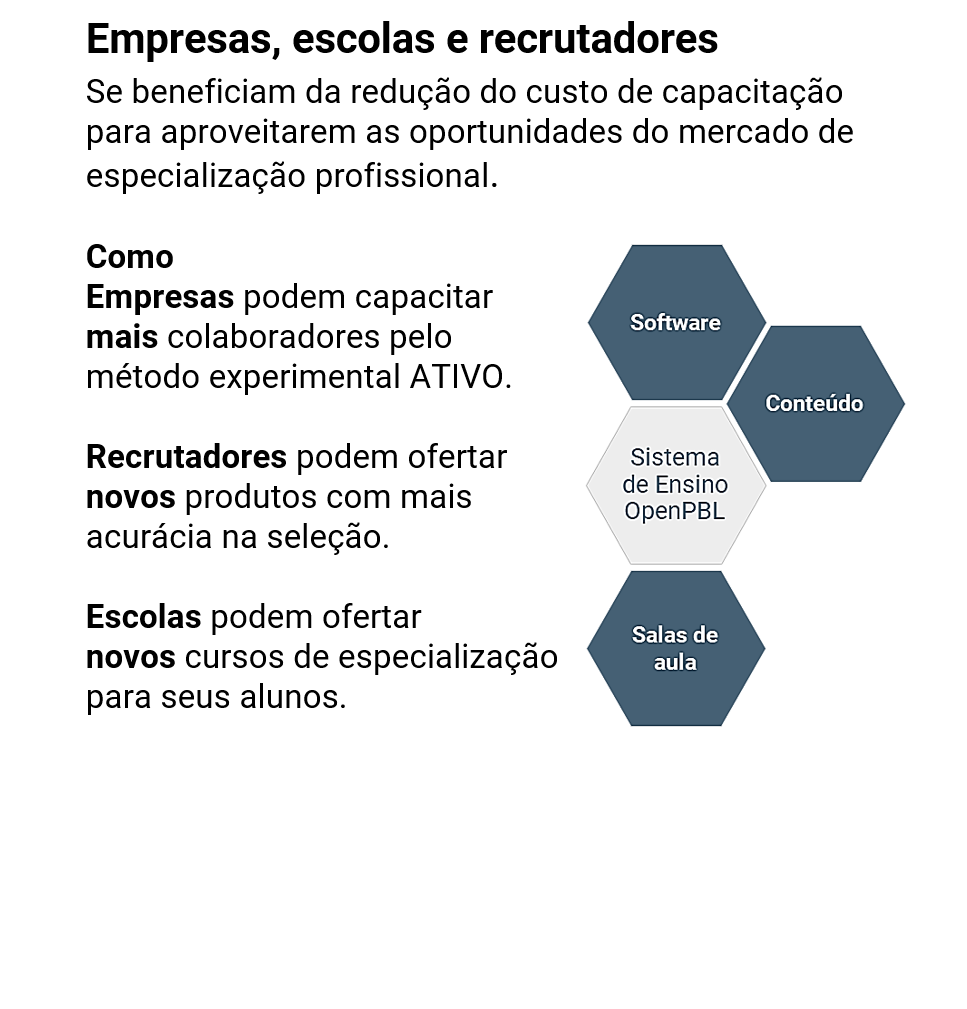 Empresas, escolas e recrutadores
Se beneficiam da redução do custo de capacitação
para aproveitarem as oportunidades do mercado de
especialização profissional.
Como
Empresas podem capacitar
mais colaboradores pelo
método experimental ATIVO.
Recrutadores podem ofertar
novos produtos com mais
acurácia na seleção.
Escolas podem ofertar
novos cursos de especialização
para seus alunos.
Software
Conteúdo
Sistema
de Ensino
OpenPBL
Salas de
aula